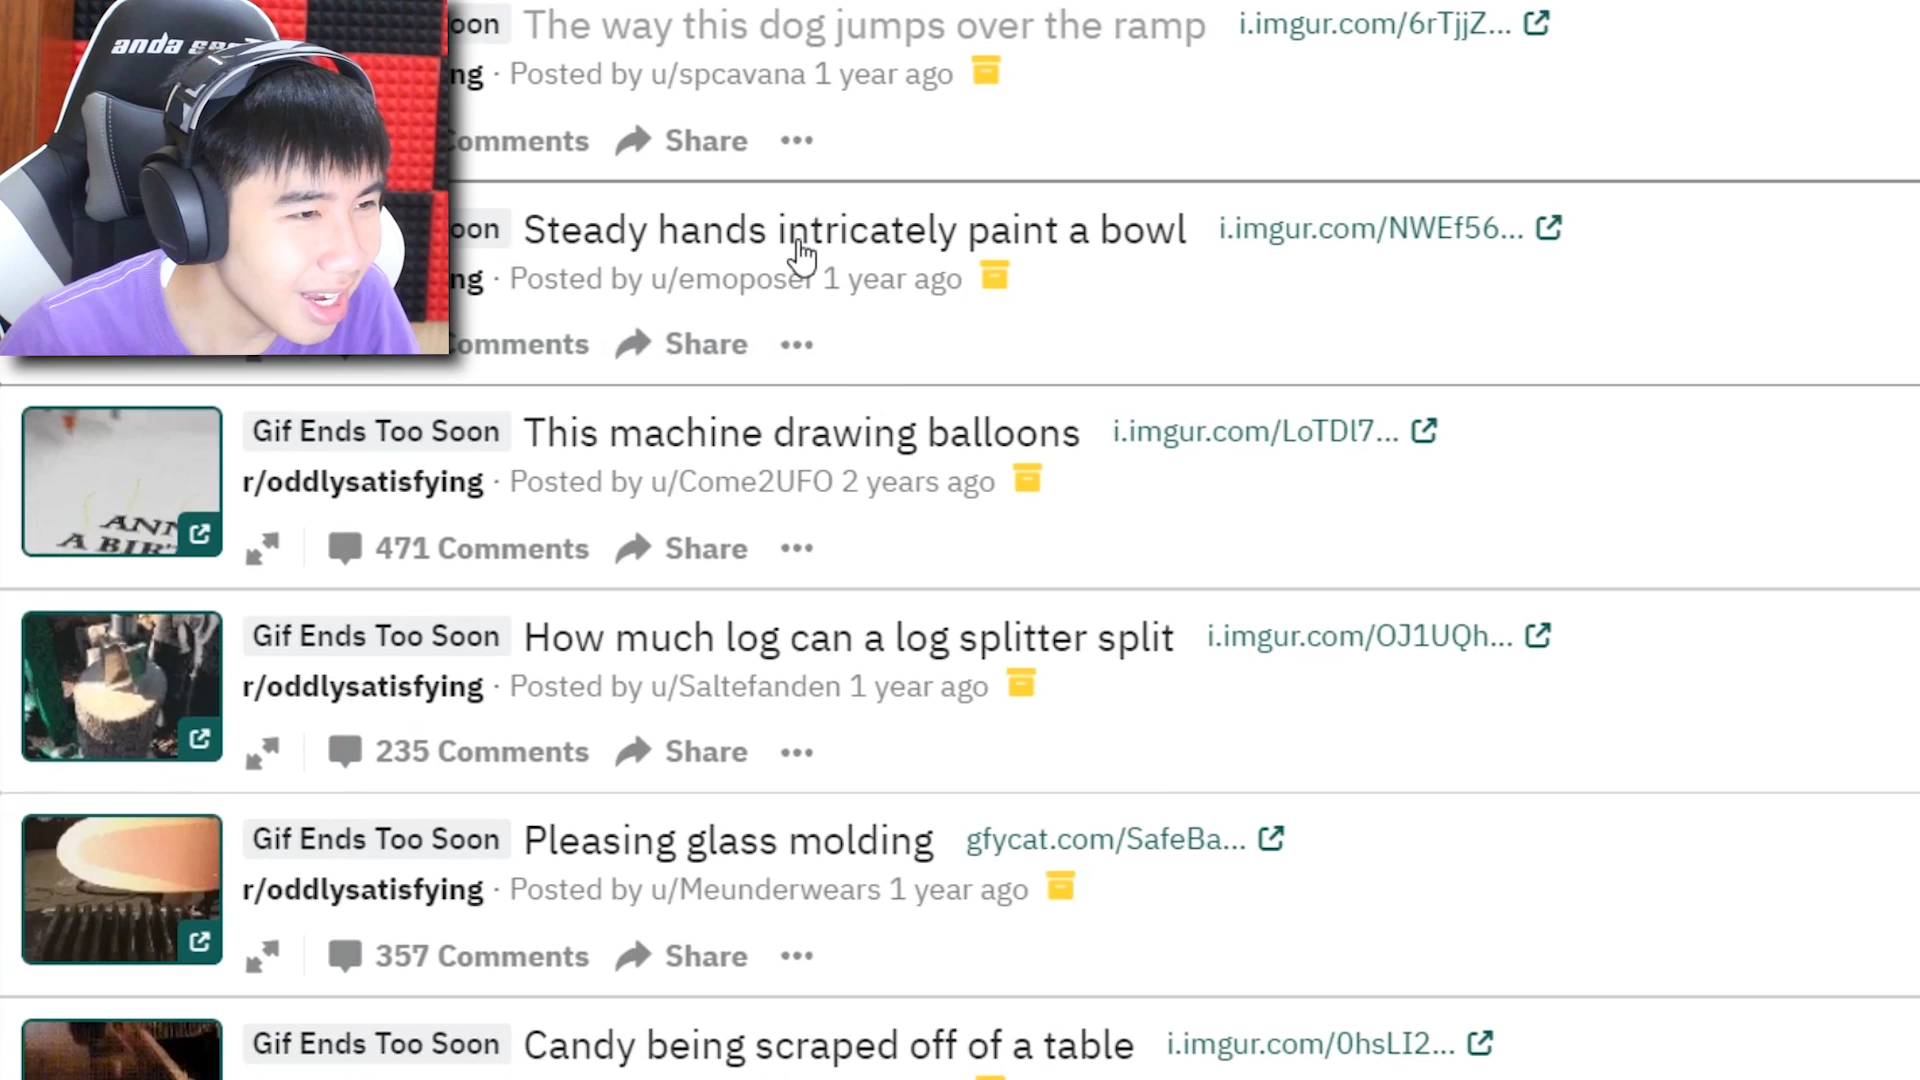 anda sea
oon The way this dog jumps over the ramp i.imgur.com/6rTjjZ...
ng · Posted by u/spcavana 1 year ago
omments Share
oon Steady hands intricately paint a bowl i.imgur.com/NWEf56...
ng · Posted by u/emoposer 1 year ago
omments Share
Gif Ends Too Soon This machine drawing balloons i.imgur.com/LoTDl7...
r/oddlysatisfying · Posted by u/Come2UFO 2 years ago
ANN
A BIRT
471 Comments Share
Gif Ends Too Soon How much log can a log splitter split i.imgur.com/OJ1UQh...
r/oddlysatisfying · Posted by u/Saltefanden 1 year ago
235 Comments Share
Gif Ends Too Soon Pleasing glass molding gfycat.com/SafeBa...
r/oddlysatisfying · Posted by u/Meunderwears 1 year ago
357 Comments Share
Gif Ends Too Soon Candy being scraped off of a table i.imgur.com/0hsLI2...